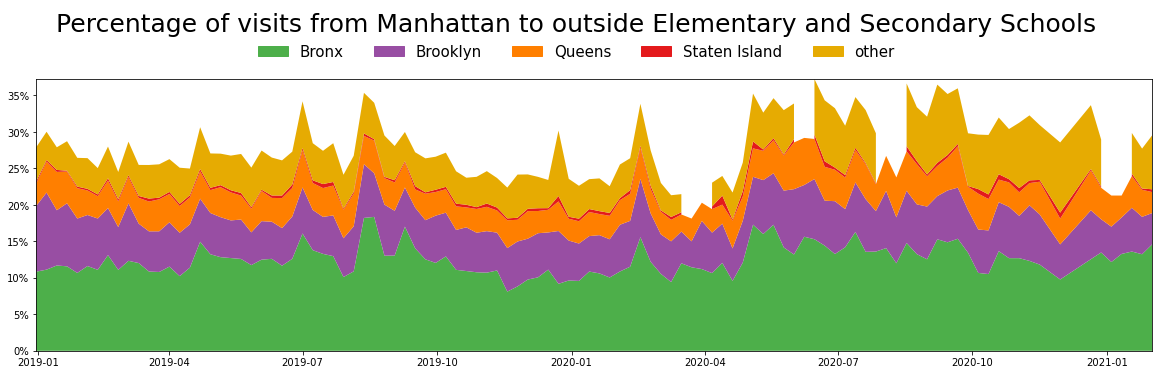 Percentage of visits from Manhattan to outside Elementary and Secondary Schools
Bronx Brooklyn Queens Staten Island other
35%
30%
25%
20%
15%
10%
5%
0%
2019-01 2019-04 2019-07 2019-10 2020-01 2020-04 2020-07 2020-10 2021-01